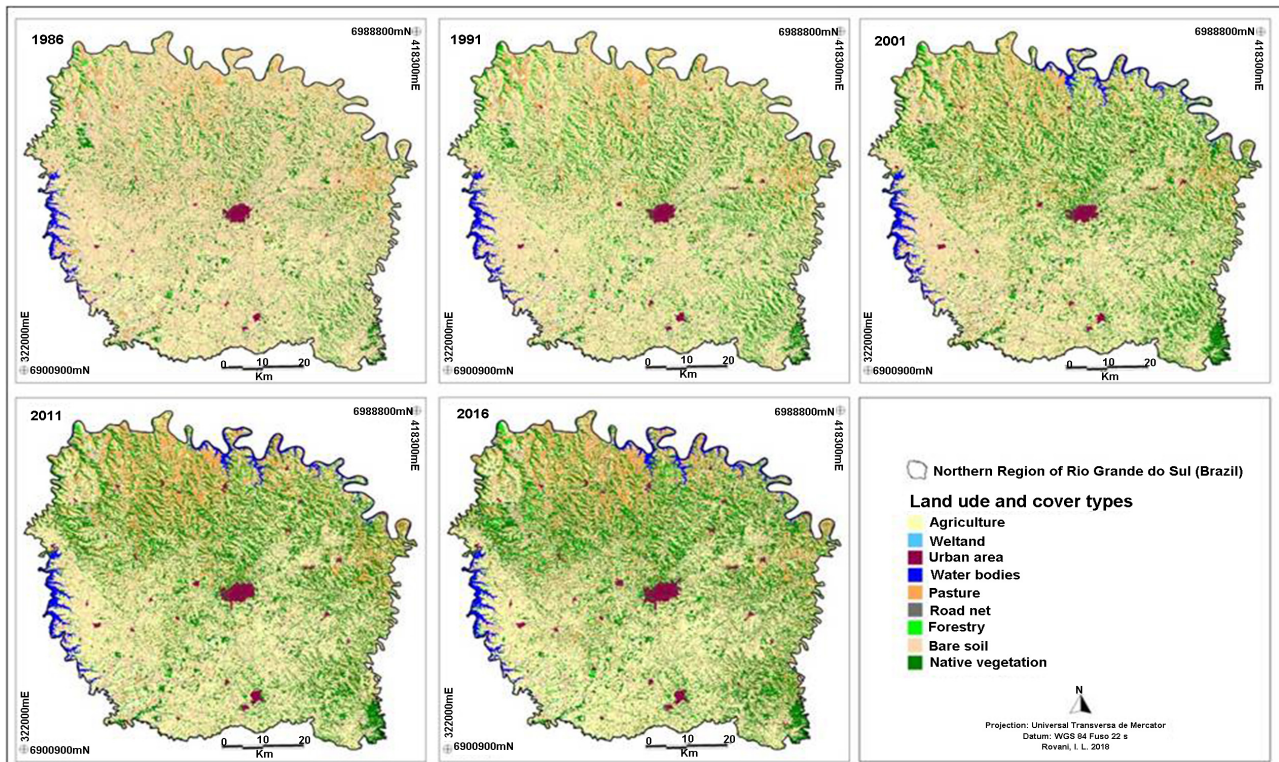 1986
6988800mN
418300mE
322000mE
6900900mN
0 10 20
Km
1991
6988800mN
418300mE
322000mE
6900900mN
0 10 20
Km
2001
6988800mN
418300mE
322000mE
6900900mN
0 10 20
Km
2011
6988800mN
418300mE
322000mE
6900900mN
0 10 20
Km
2016
6988800mN
418300mE
322000mE
6900900mN
0 10 20
Km
Northern Region of Rio Grande do Sul (Brazil)
Land ude and cover types
Agriculture
Weltand
Urban area
Water bodies
Pasture
Road net
Forestry
Bare soil
Native vegetation
N
Projection: Universal Transversa de Mercator
Datum: WGS 84 Fuso 22 s
Rovani, I. L. 2018